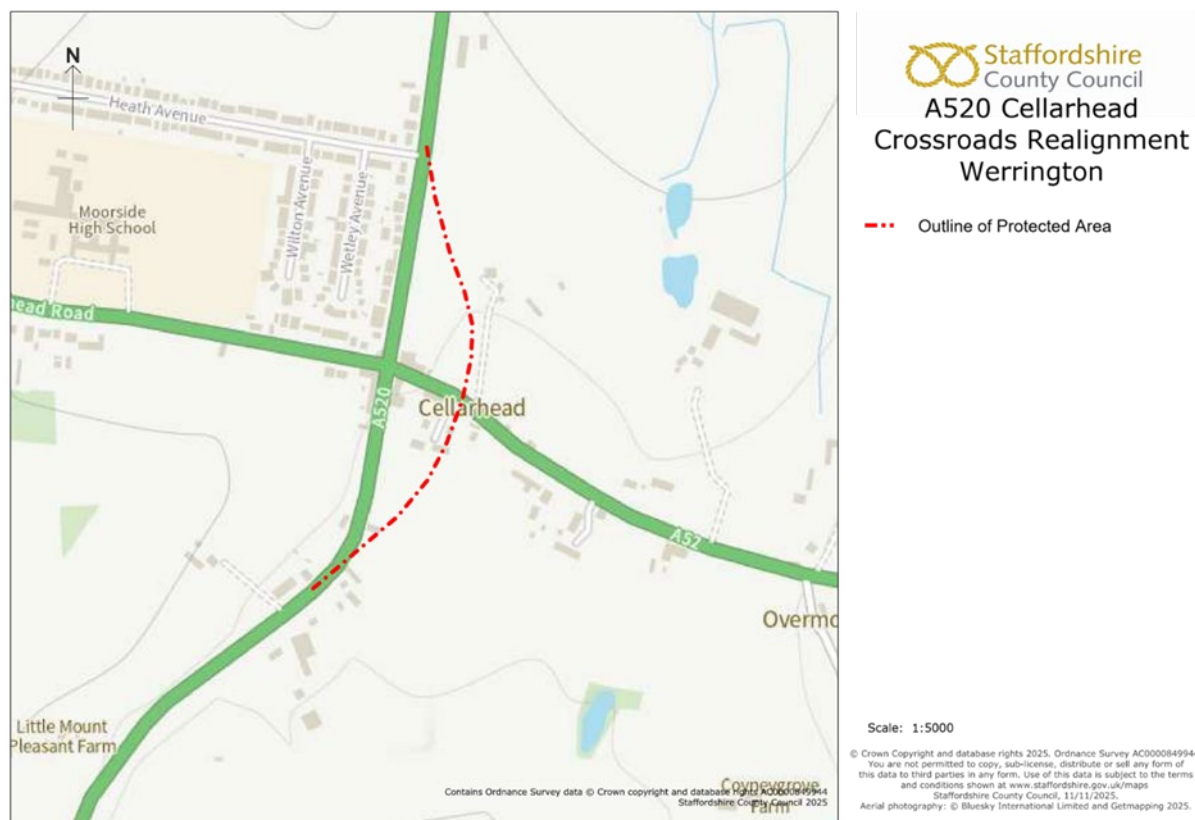 N
Heath Avenue
Wilton Avenue
Wetley Avenue
Moorside
High School
head Road
A520
Cellarhead
A52
Overmo
Little Mount
Pleasant Farm
Coyneygrove
Farm
Contains Ordnance Survey data © Crown copyright and database rights AC0000849944
Staffordshire County Council 2025
Staffordshire
County Council
A520 Cellarhead
Crossroads Realignment
Werrington
Outline of Protected Area
Scale: 1:5000
© Crown Copyright and database rights 2025. Ordnance Survey AC0000849944
You are not permitted to copy, sub-license, distribute or sell any form of
this data to third parties in any form. Use of this data is subject to the terms
and conditions shown at www.staffordshire.gov.uk/maps
Staffordshire County Council, 11/11/2025.
Aerial photography: © Bluesky International Limited and Getmapping 2025.